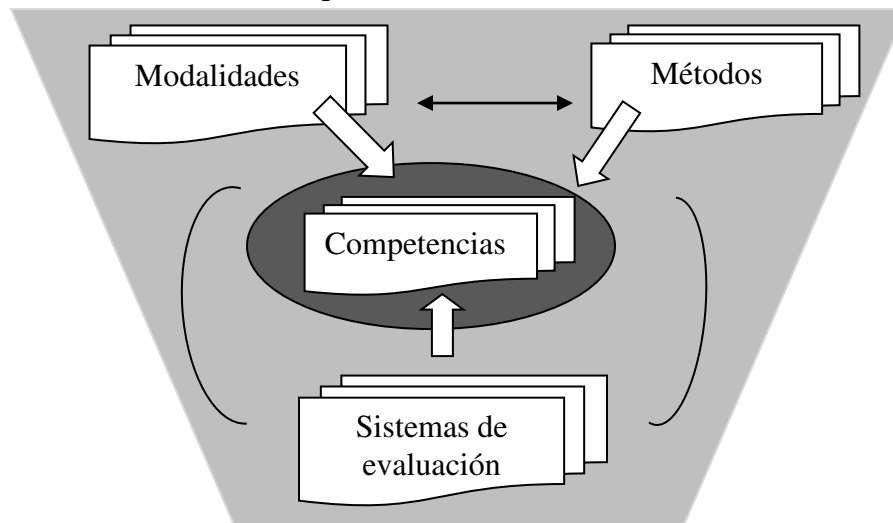 Modalidades
Métodos
Competencias
Sistemas de
evaluación